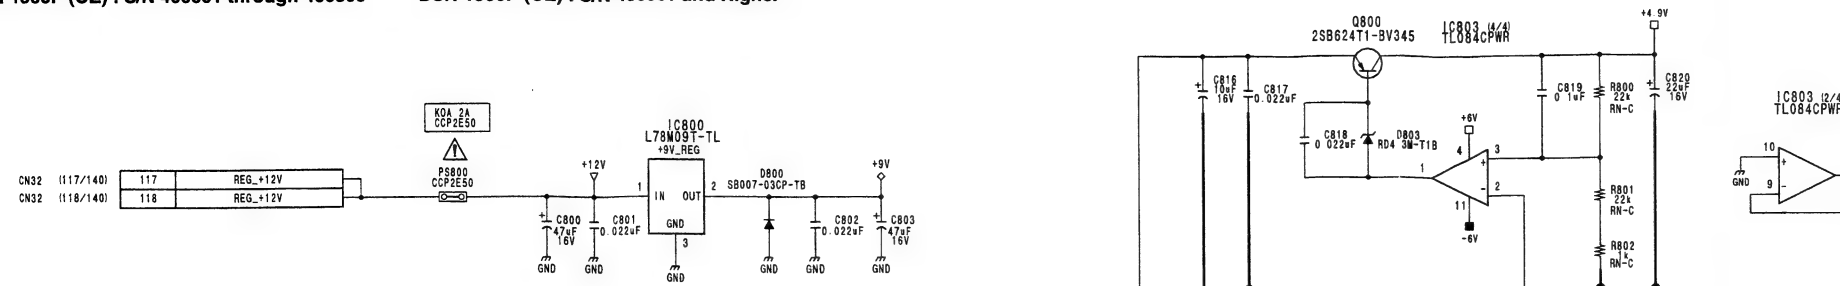 +4.9V
Q800
2SB624T1-BV345
IC803 (4/4)
TL084CPWR
C816
10uF
16V
C817
0.022uF
C819
0.1uF
R800
22k
RN-C
C820
22uF
16V
IC803 (2/4
TL084CPWR
KOA 2A
CCP2E50
IC800
L78M09T-TL
+9V_REG
C818
0.022uF
D803
RD4.3M-T1B
+6V
4
3
1
2
11
-6V
10
9
GND
PS800
CCP2E50
+12V
+9V
D800
SB007-03CP-TB
CN32 (117/140) 117 REG_+12V
CN32 (118/140) 118 REG_+12V
1
IN OUT
2
GND
3
C800
47uF
16V
C801
0.022uF
C802
0.022uF
C803
47uF
16V
R801
22k
RN-C
R802
1k
RN-C
GND
GND
GND
GND
GND
GND